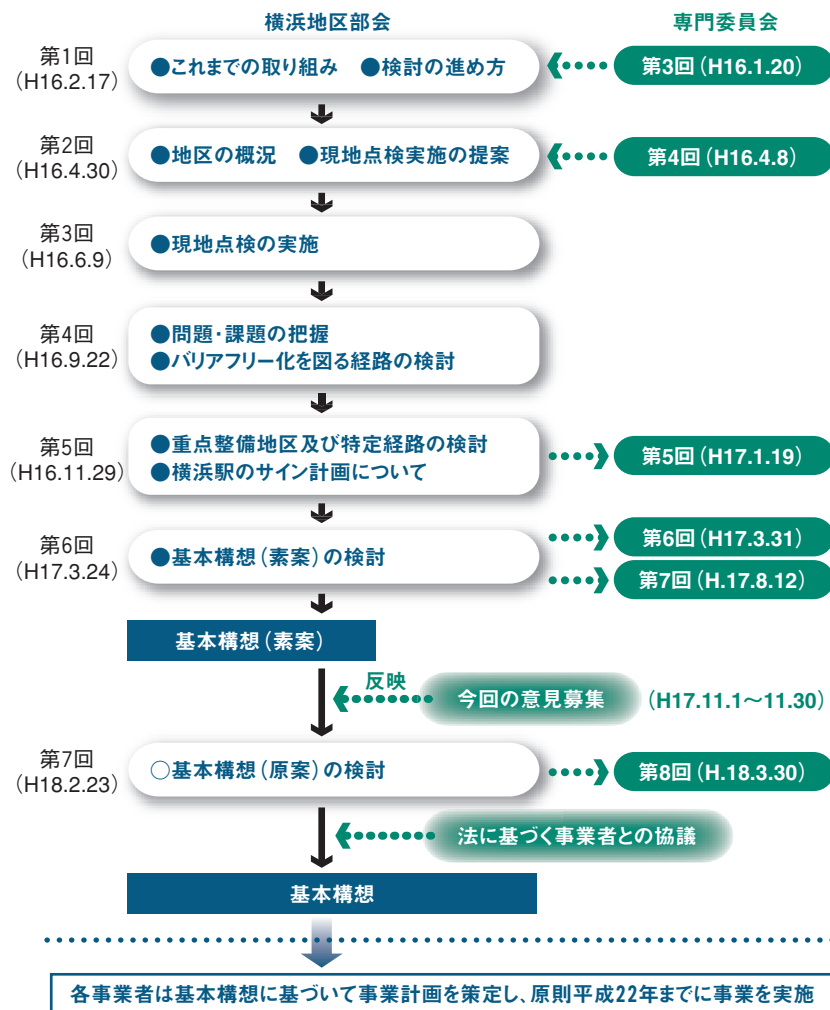 横浜地区部会
専門委員会
第1回
(H16.2.17)
●これまでの取り組み ●検討の進め方
第3回(H16.1.20)
第2回
(H16.4.30)
●地区の概況 ●現地点検実施の提案
第4回(H16.4.8)
第3回
(H16.6.9)
●現地点検の実施
第4回
(H16.9.22)
●問題・課題の把握
●バリアフリー化を図る経路の検討
第5回
(H16.11.29)
●重点整備地区及び特定経路の検討
●横浜駅のサイン計画について
第5回(H17.1.19)
第6回
(H17.3.24)
●基本構想(素案)の検討
第6回(H17.3.31)
第7回(H.17.8.12)
基本構想(素案)
反映
今回の意見募集
(H17.11.1〜11.30)
第7回
(H18.2.23)
○基本構想(原案)の検討
第8回(H.18.3.30)
法に基づく事業者との協議
基本構想
各事業者は基本構想に基づいて事業計画を策定し、原則平成22年までに事業を実施